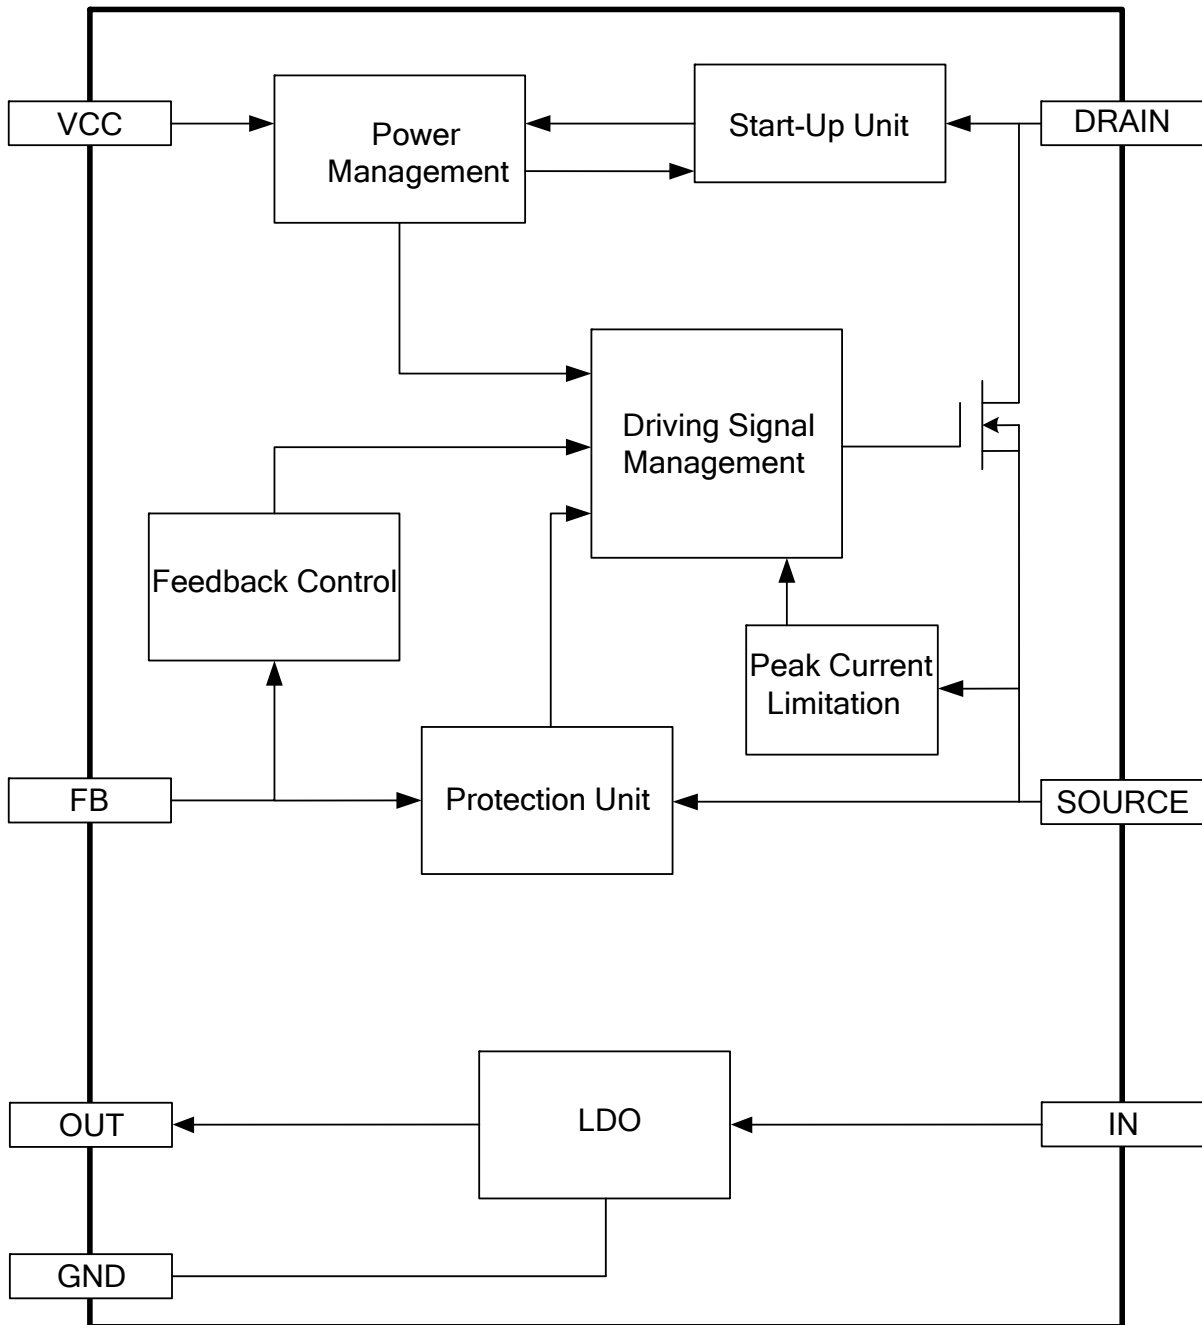 VCC
Power
Management
Start-Up Unit
DRAIN
Driving Signal
Management
Feedback Control
Peak Current
Limitation
FB
Protection Unit
SOURCE
OUT
LDO
IN
GND